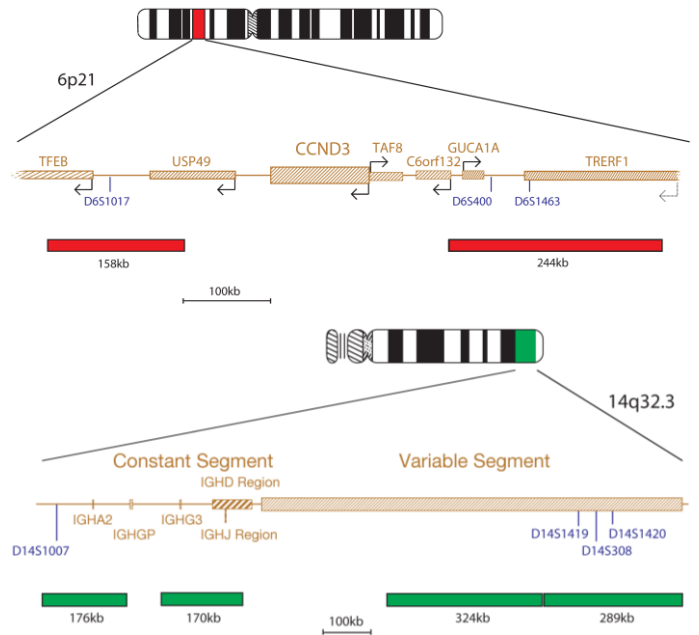 6p21
CCND3
TAF8
GUCA1A
TFEB
USP49
C6orf132
TRERF1
D6S1017
D6S400
D6S1463
158kb
244kb
100kb
14q32.3
Constant Segment
Variable Segment
IGHD Region
IGHA2
IGHG3
IGHGP
IGHJ Region
D14S1007
D14S1419
D14S1420
D14S308
176kb
170kb
100kb
324kb
289kb